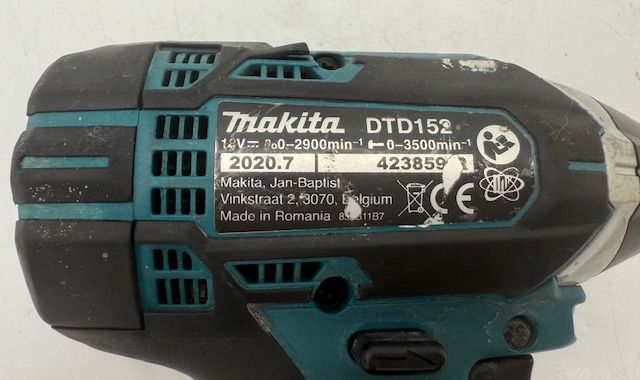 makita DTD152
18V⎓ n₀0–2900min⁻¹ 0–3500min⁻¹
2020.7 423859
Makita, Jan-Baptist
Vinkstraat 2, 3070, Belgium
Made in Romania
CE